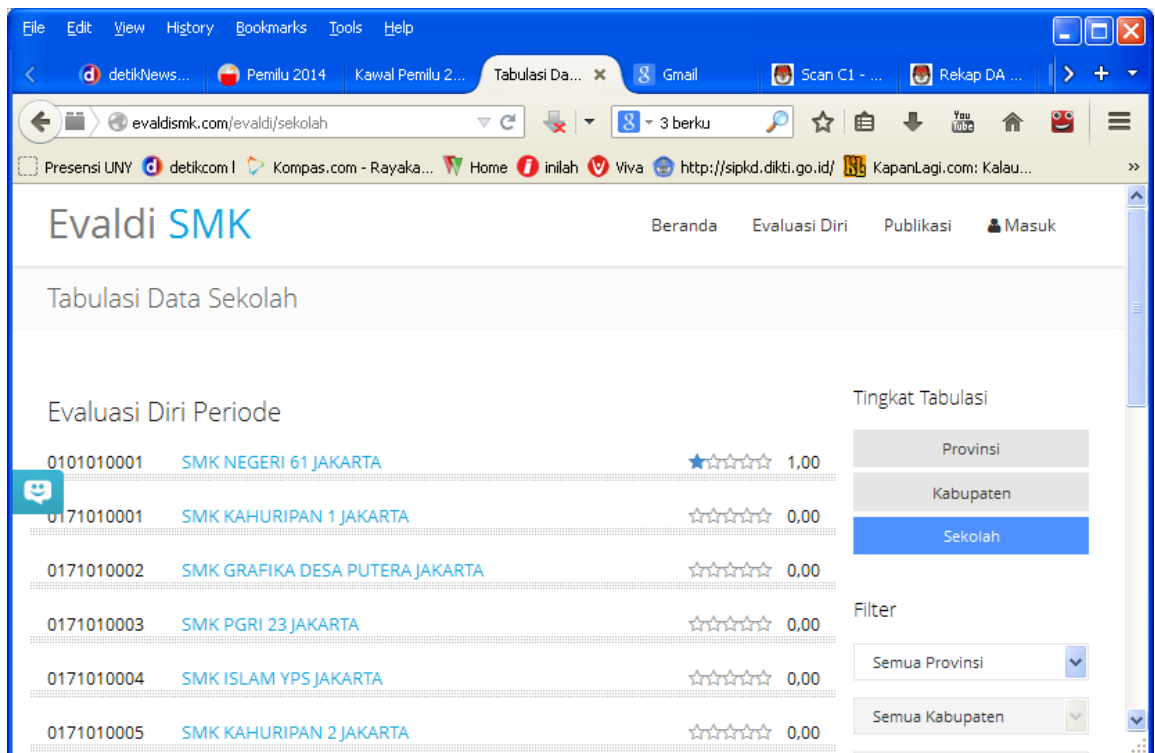 File Edit View History Bookmarks Tools Help
detikNews... Pemilu 2014 Kawal Pemilu 2... Tabulasi Da... Gmail Scan C1 - ... Rekap DA ...
evaldismk.com/evaldi/sekolah 8 3 berku You Tube
Presensi UNY detikcom l Kompas.com - Rayaka... Home inilah Viva http://sipkd.dikti.go.id/ KapanLagi.com: Kalau...
Evaldi SMK Beranda Evaluasi Diri Publikasi Masuk
Tabulasi Data Sekolah
Evaluasi Diri Periode
0101010001 SMK NEGERI 61 JAKARTA 1,00
0171010001 SMK KAHURIPAN 1 JAKARTA 0,00
0171010002 SMK GRAFIKA DESA PUTERA JAKARTA 0,00
0171010003 SMK PGRI 23 JAKARTA 0,00
0171010004 SMK ISLAM YPS JAKARTA 0,00
0171010005 SMK KAHURIPAN 2 JAKARTA 0,00
Tingkat Tabulasi
Provinsi
Kabupaten
Sekolah
Filter
Semua Provinsi
Semua Kabupaten